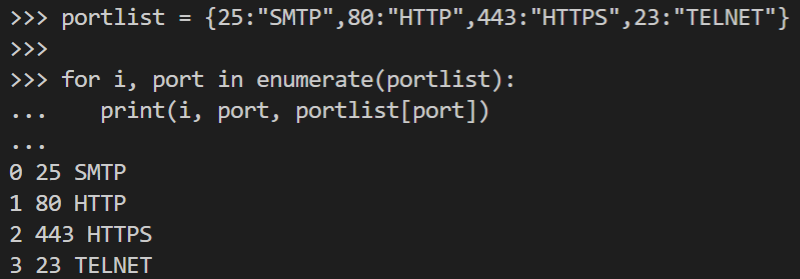 >>> portlist = {25:"SMTP",80:"HTTP",443:"HTTPS",23:"TELNET"}
>>>
>>> for i, port in enumerate(portlist):
...    print(i, port, portlist[port])
...
0 25 SMTP
1 80 HTTP
2 443 HTTPS
3 23 TELNET